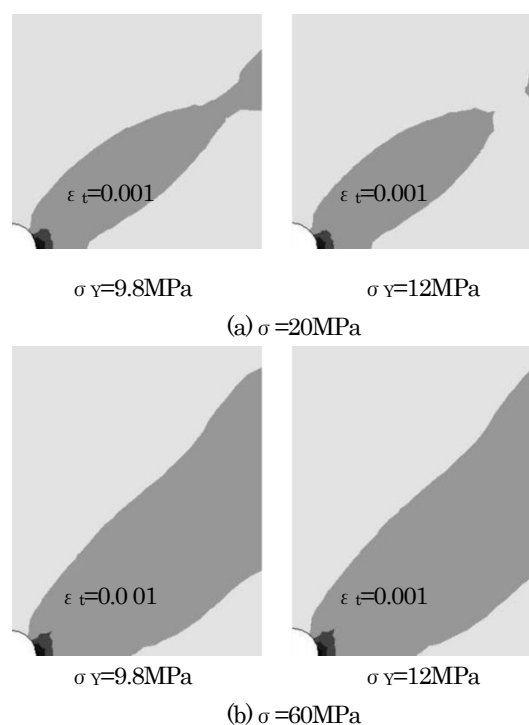 ε t=0.001 ε t=0.001
σ Y=9.8MPa σ Y=12MPa
(a) σ=20MPa
ε t=0.0 01 ε t=0.001
σ Y=9.8MPa σ Y=12MPa
(b) σ=60MPa